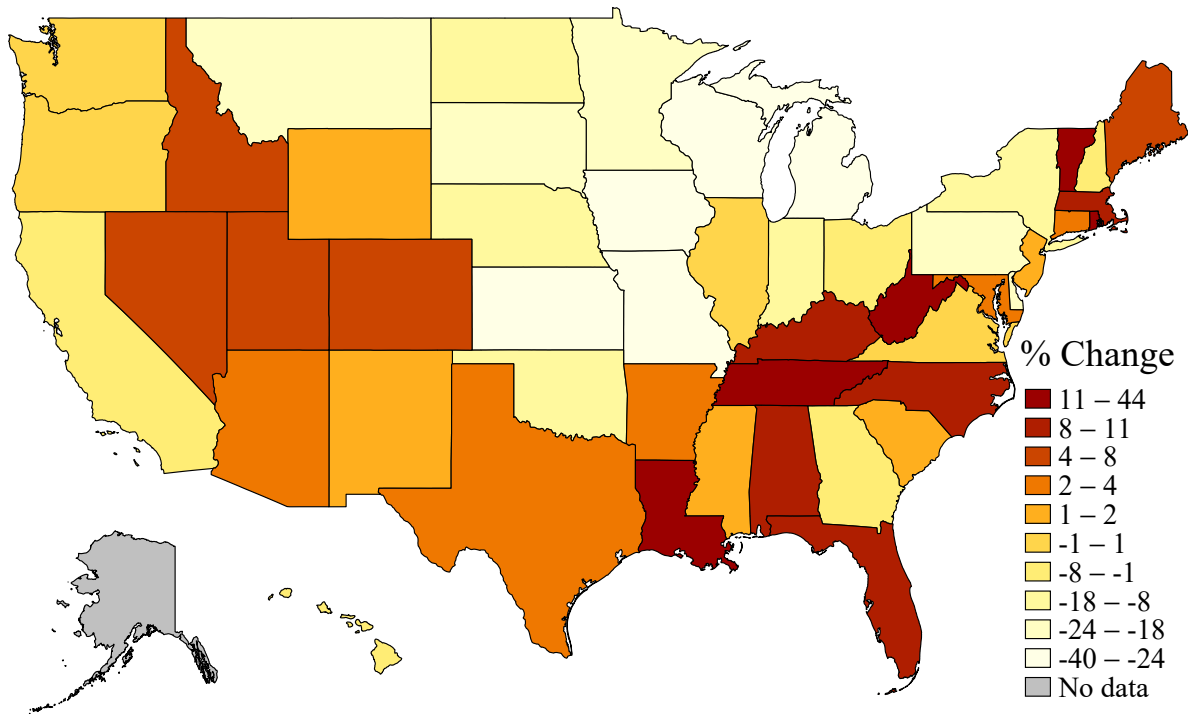 % Change
11 – 44
8 – 11
4 – 8
2 – 4
1 – 2
-1 – 1
-8 – -1
-18 – -8
-24 – -18
-40 – -24
No data